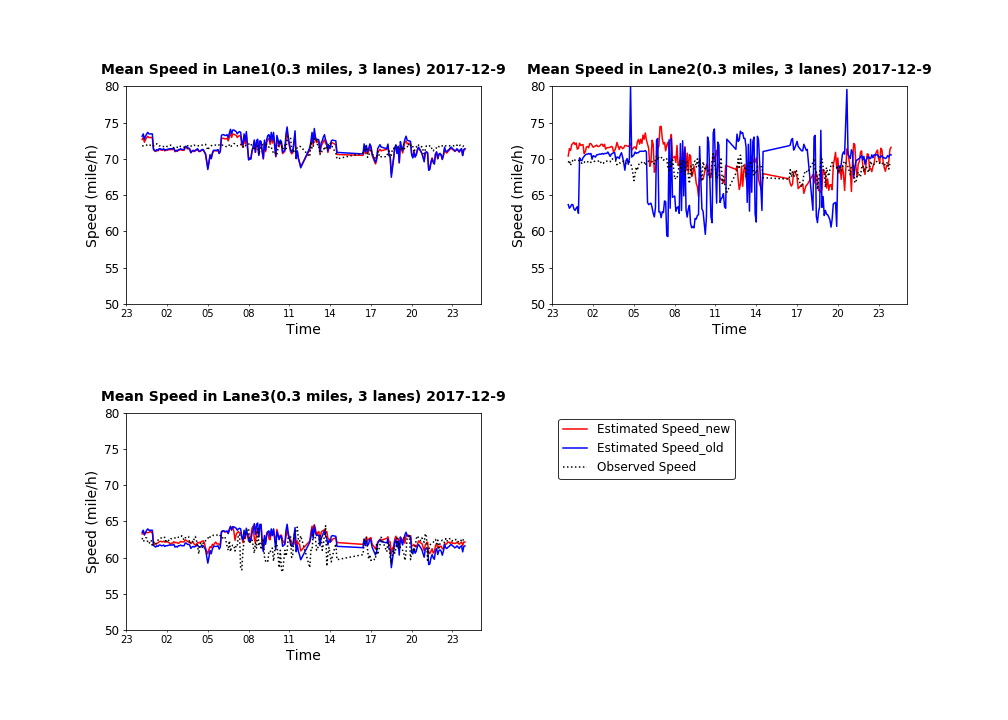 Mean Speed in Lane1(0.3 miles, 3 lanes) 2017-12-9
80
75
70
65
60
55
50
Speed (mile/h)
23 02 05 08 11 14 17 20 23
Time
Mean Speed in Lane2(0.3 miles, 3 lanes) 2017-12-9
80
75
70
65
60
55
50
Speed (mile/h)
23 02 05 08 11 14 17 20 23
Time
Mean Speed in Lane3(0.3 miles, 3 lanes) 2017-12-9
80
75
70
65
60
55
50
Speed (mile/h)
23 02 05 08 11 14 17 20 23
Time
Estimated Speed_new
Estimated Speed_old
Observed Speed